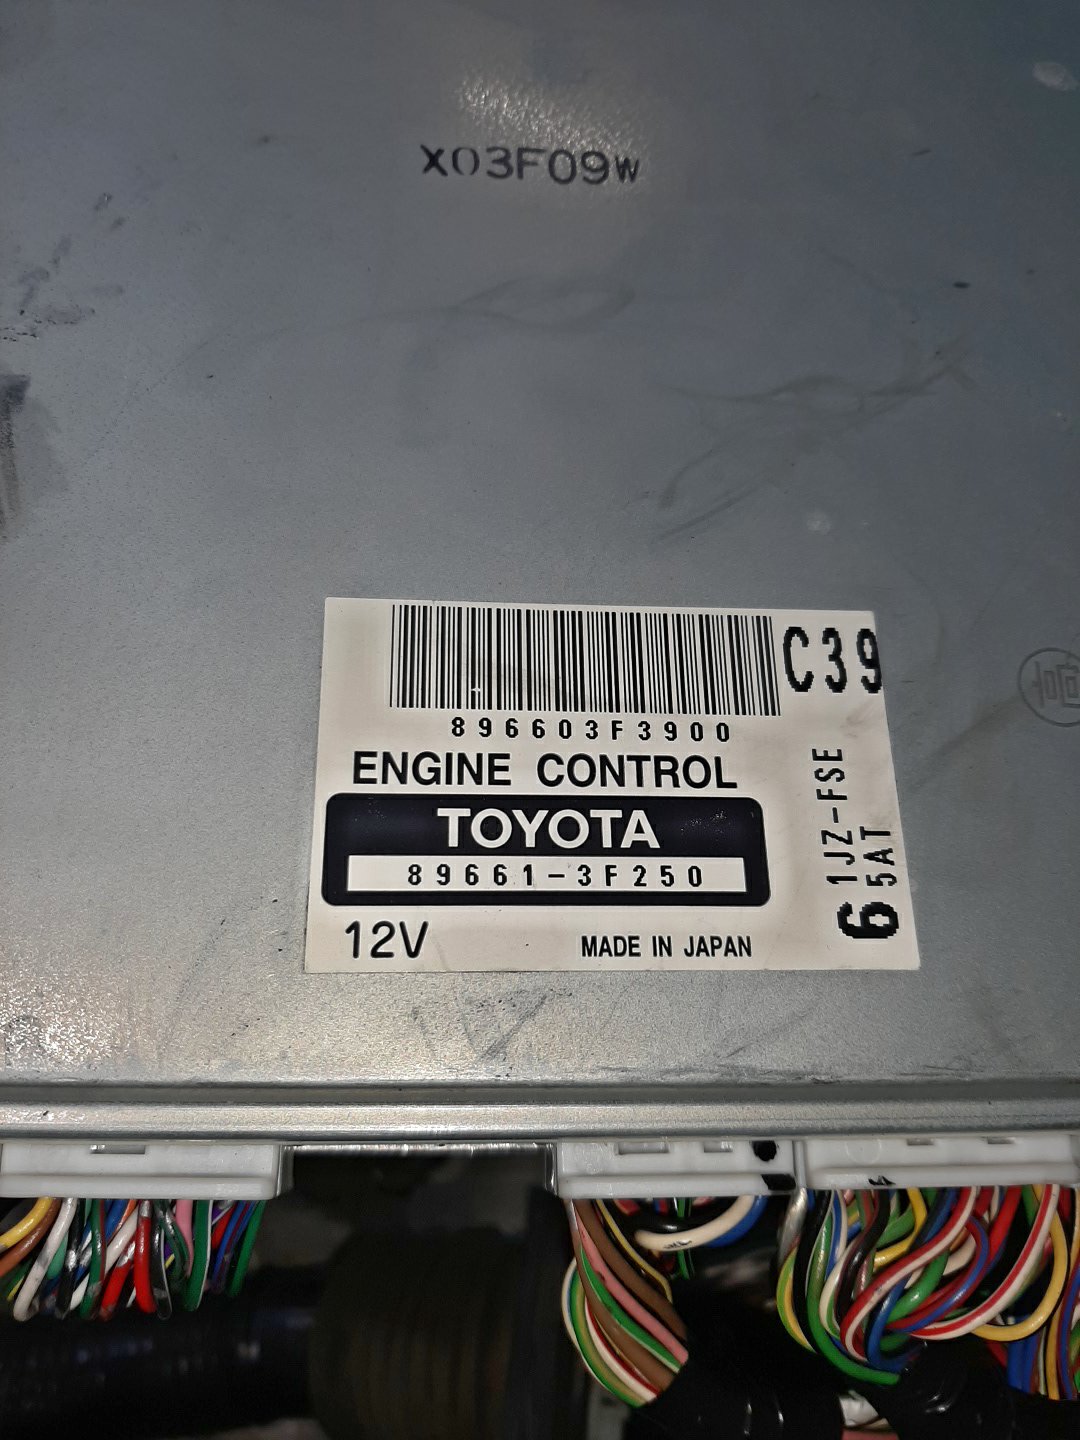 X03F09W
C39
896603F3900
ENGINE CONTROL
TOYOTA
89661-3F250
12V
MADE IN JAPAN
1JZ-FSE
5AT
6